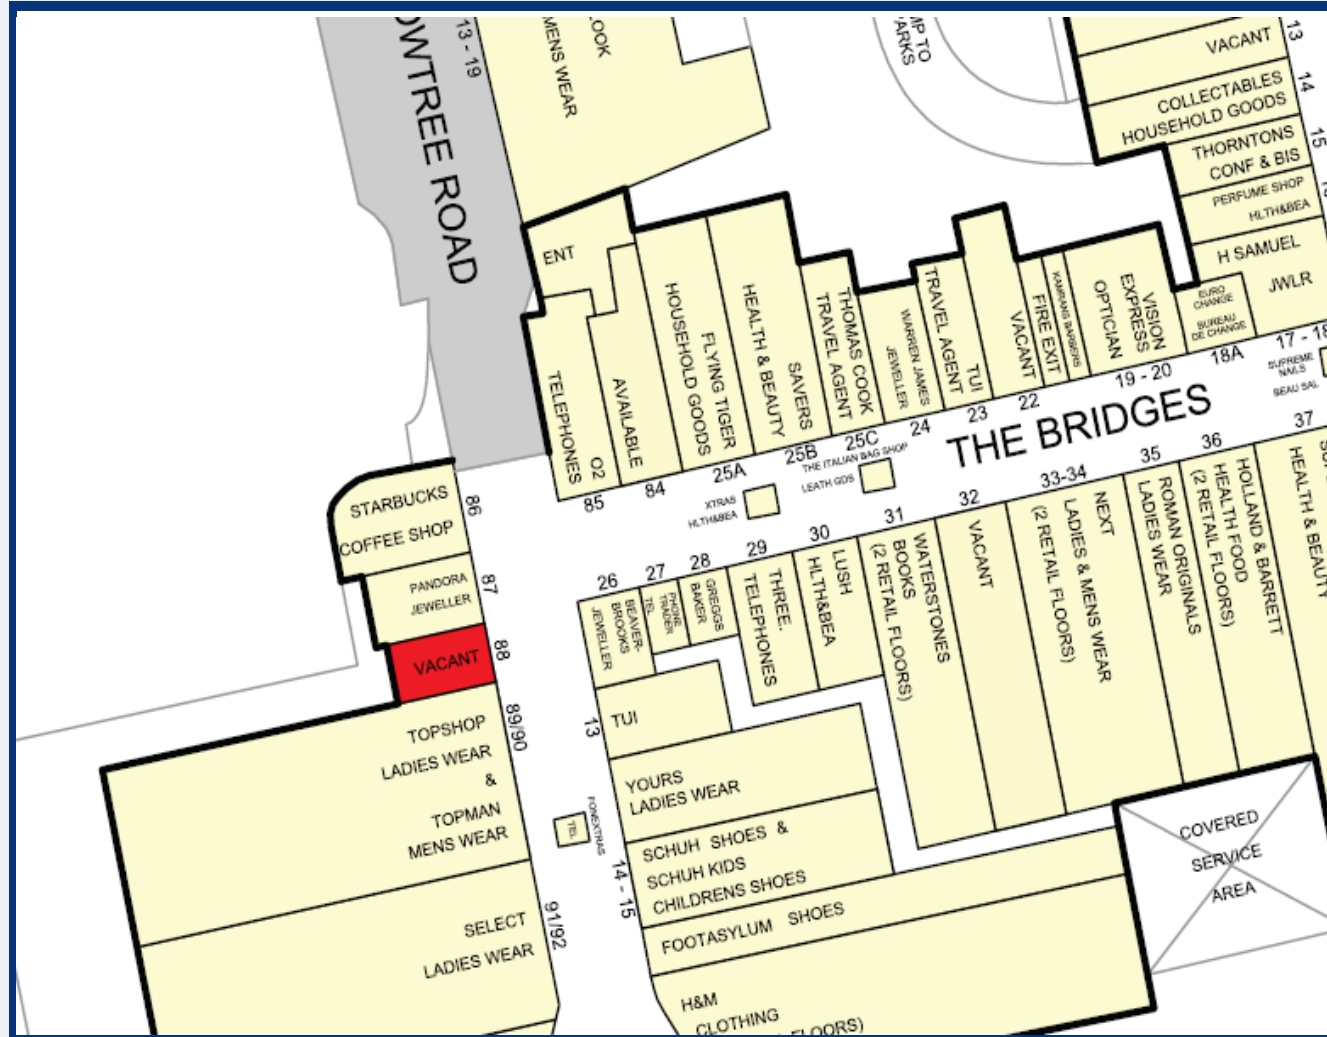 OWTREE ROAD
13 - 19
OOK
MENS WEAR
MP TO
ARKS
13
VACANT
14
COLLECTABLES
HOUSEHOLD GOODS
15
THORNTONS
CONF & BIS
PERFUME SHOP
HLTH&BEA
H SAMUEL
JWLR
EURO
CHANGE
BUREAU
DE CHANGE
17 - 18
18A
SUPREME
NAILS
BEAU SAL
ENT
TELEPHONES
O2
85
AVAILABLE
84
FLYING TIGER
HOUSEHOLD GOODS
25A
SAVERS
HEALTH & BEAUTY
25B
THOMAS COOK
TRAVEL AGENT
25C
WARREN JAMES
JEWELLER
24
TUI
TRAVEL AGENT
23
VACANT
22
FIRE EXIT
KAMRANS BARBERS
VISION
EXPRESS
OPTICIAN
19 - 20
THE BRIDGES
THE ITALIAN BAG SHOP
LEATH GDS
XTRAS
HLTH&BEA
STARBUCKS
COFFEE SHOP
86
PANDORA
JEWELLER
87
VACANT
88
TOPSHOP
LADIES WEAR
&
TOPMAN
MENS WEAR
89/90
SELECT
LADIES WEAR
91/92
TEL
FONEXTRAS
26
BEAVER-
BROOKS
JEWELLER
27
PHONE
TRADER
TEL
28
GREGGS
BAKER
29
THREE.
TELEPHONES
30
LUSH
HLTH&BEA
31
WATERSTONES
BOOKS
(2 RETAIL FLOORS)
32
VACANT
33-34
NEXT
LADIES & MENS WEAR
(2 RETAIL FLOORS)
35
ROMAN ORIGINALS
LADIES WEAR
36
HOLLAND & BARRETT
HEALTH FOOD
(2 RETAIL FLOORS)
37
HEALTH & BEAUTY
13
TUI
YOURS
LADIES WEAR
14 - 15
SCHUH SHOES &
SCHUH KIDS
CHILDRENS SHOES
FOOTASYLUM SHOES
H&M
CLOTHING
FLOORS)
COVERED
SERVICE
AREA